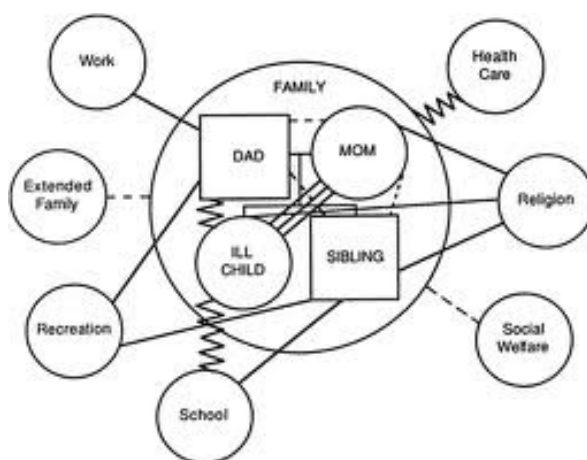 Work
Health
Care
FAMILY
DAD
MOM
Extended
Family
Religion
ILL
CHILD
SIBLING
Recreation
Social
Welfare
School